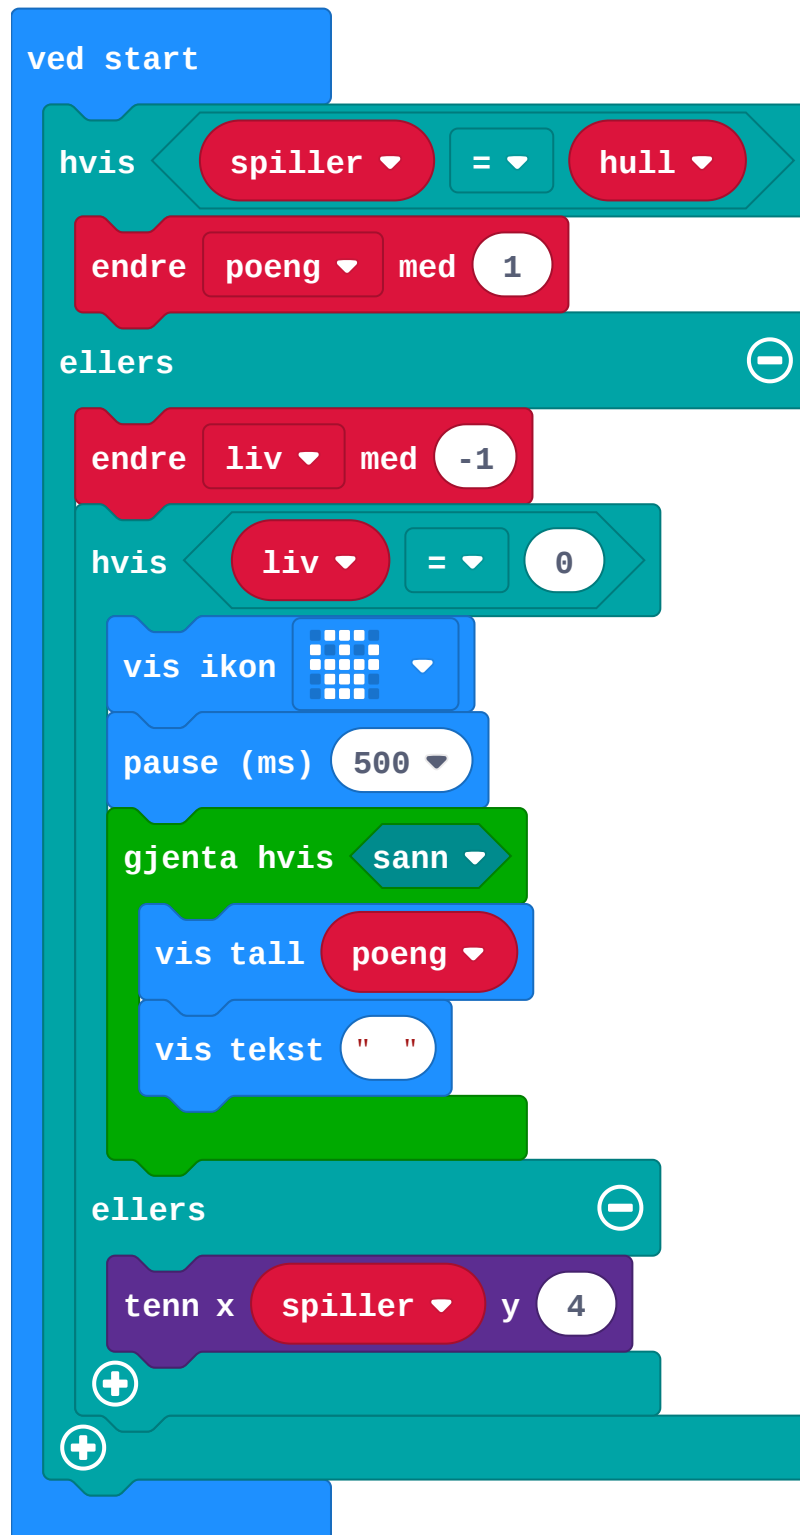 ved start
hvis spiller = hull
endre poeng med 1
ellers
endre liv med -1
hvis liv = 0
vis ikon
pause (ms) 500
gjenta hvis sann
vis tall poeng
vis tekst " "
ellers
tenn x spiller y 4